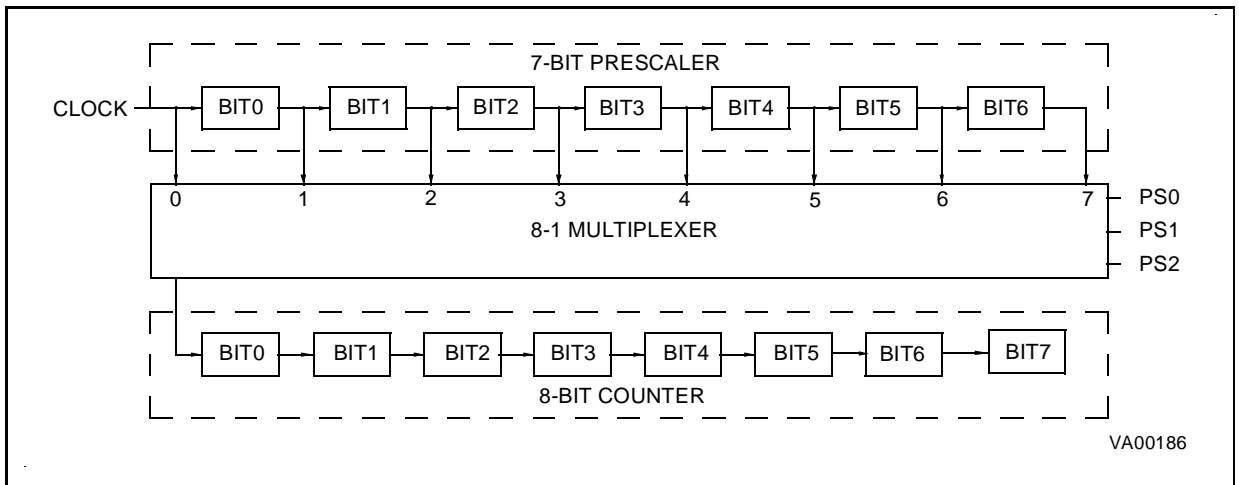 7-BIT PRESCALER
CLOCK BIT0 BIT1 BIT2 BIT3 BIT4 BIT5 BIT6
0 1 2 3 4 5 6 7 PS0
8-1 MULTIPLEXER PS1
PS2
BIT0 BIT1 BIT2 BIT3 BIT4 BIT5 BIT6 BIT7
8-BIT COUNTER
VA00186